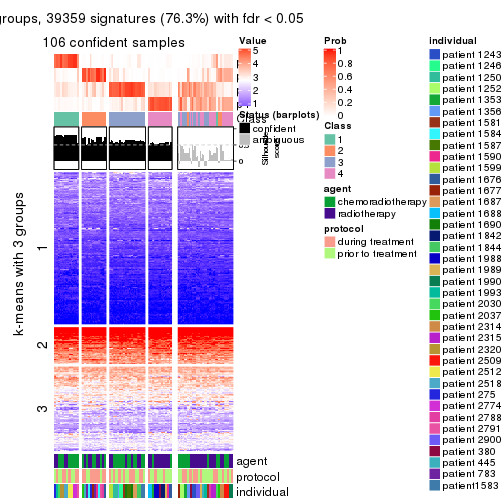 groups, 39359 signatures (76.3%) with fdr < 0.05
106 confident samples
k-means with 3 groups
1
2
3
Class
0
agent
protocol
individual
Value
5
4
3
2
1
Status (barplots)
confident
ambiguous
Prob
1
0.8
0.6
0.4
0.2
0
Class
1
2
3
4
agent
chemoradiotherapy
radiotherapy
protocol
during treatment
prior to treatment
individual
patient 1243
patient 1246
patient 1250
patient 1252
patient 1353
patient 1356
patient 1581
patient 1584
patient 1587
patient 1590
patient 1599
patient 1676
patient 1677
patient 1687
patient 1688
patient 1690
patient 1842
patient 1844
patient 1988
patient 1989
patient 1990
patient 1993
patient 2030
patient 2037
patient 2314
patient 2315
patient 2320
patient 2509
patient 2512
patient 2518
patient 275
patient 2774
patient 2788
patient 2791
patient 2900
patient 380
patient 445
patient 783
patient1583